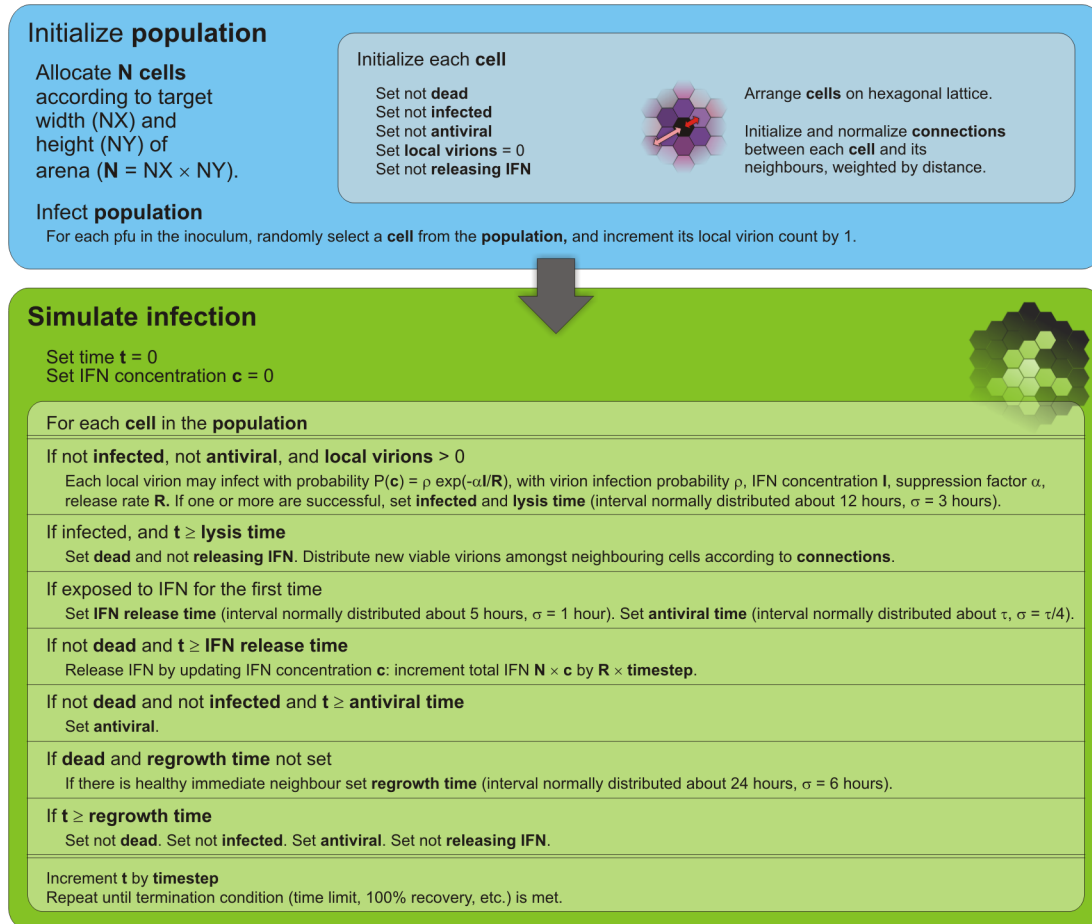 Initialize population
Allocate N cells
according to target
width (NX) and
height (NY) of
arena (N = NX × NY).
Initialize each cell
Set not dead
Set not infected
Set not antiviral
Set local virions = 0
Set not releasing IFN
Arrange cells on hexagonal lattice.
Initialize and normalize connections
between each cell and its
neighbours, weighted by distance.
Infect population
For each pfu in the inoculum, randomly select a cell from the population, and increment its local virion count by 1.
Simulate infection
Set time t = 0
Set IFN concentration c = 0
For each cell in the population
If not infected, not antiviral, and local virions > 0
Each local virion may infect with probability P(c) = ρ exp(-αI/R), with virion infection probability ρ, IFN concentration I, suppression factor α,
release rate R. If one or more are successful, set infected and lysis time (interval normally distributed about 12 hours, σ = 3 hours).
If infected, and t ≥ lysis time
Set dead and not releasing IFN. Distribute new viable virions amongst neighbouring cells according to connections.
If exposed to IFN for the first time
Set IFN release time (interval normally distributed about 5 hours, σ = 1 hour). Set antiviral time (interval normally distributed about τ, σ = τ/4).
If not dead and t ≥ IFN release time
Release IFN by updating IFN concentration c: increment total IFN N × c by R × timestep.
If not dead and not infected and t ≥ antiviral time
Set antiviral.
If dead and regrowth time not set
If there is healthy immediate neighbour set regrowth time (interval normally distributed about 24 hours, σ = 6 hours).
If t ≥ regrowth time
Set not dead. Set not infected. Set antiviral. Set not releasing IFN.
Increment t by timestep
Repeat until termination condition (time limit, 100% recovery, etc.) is met.